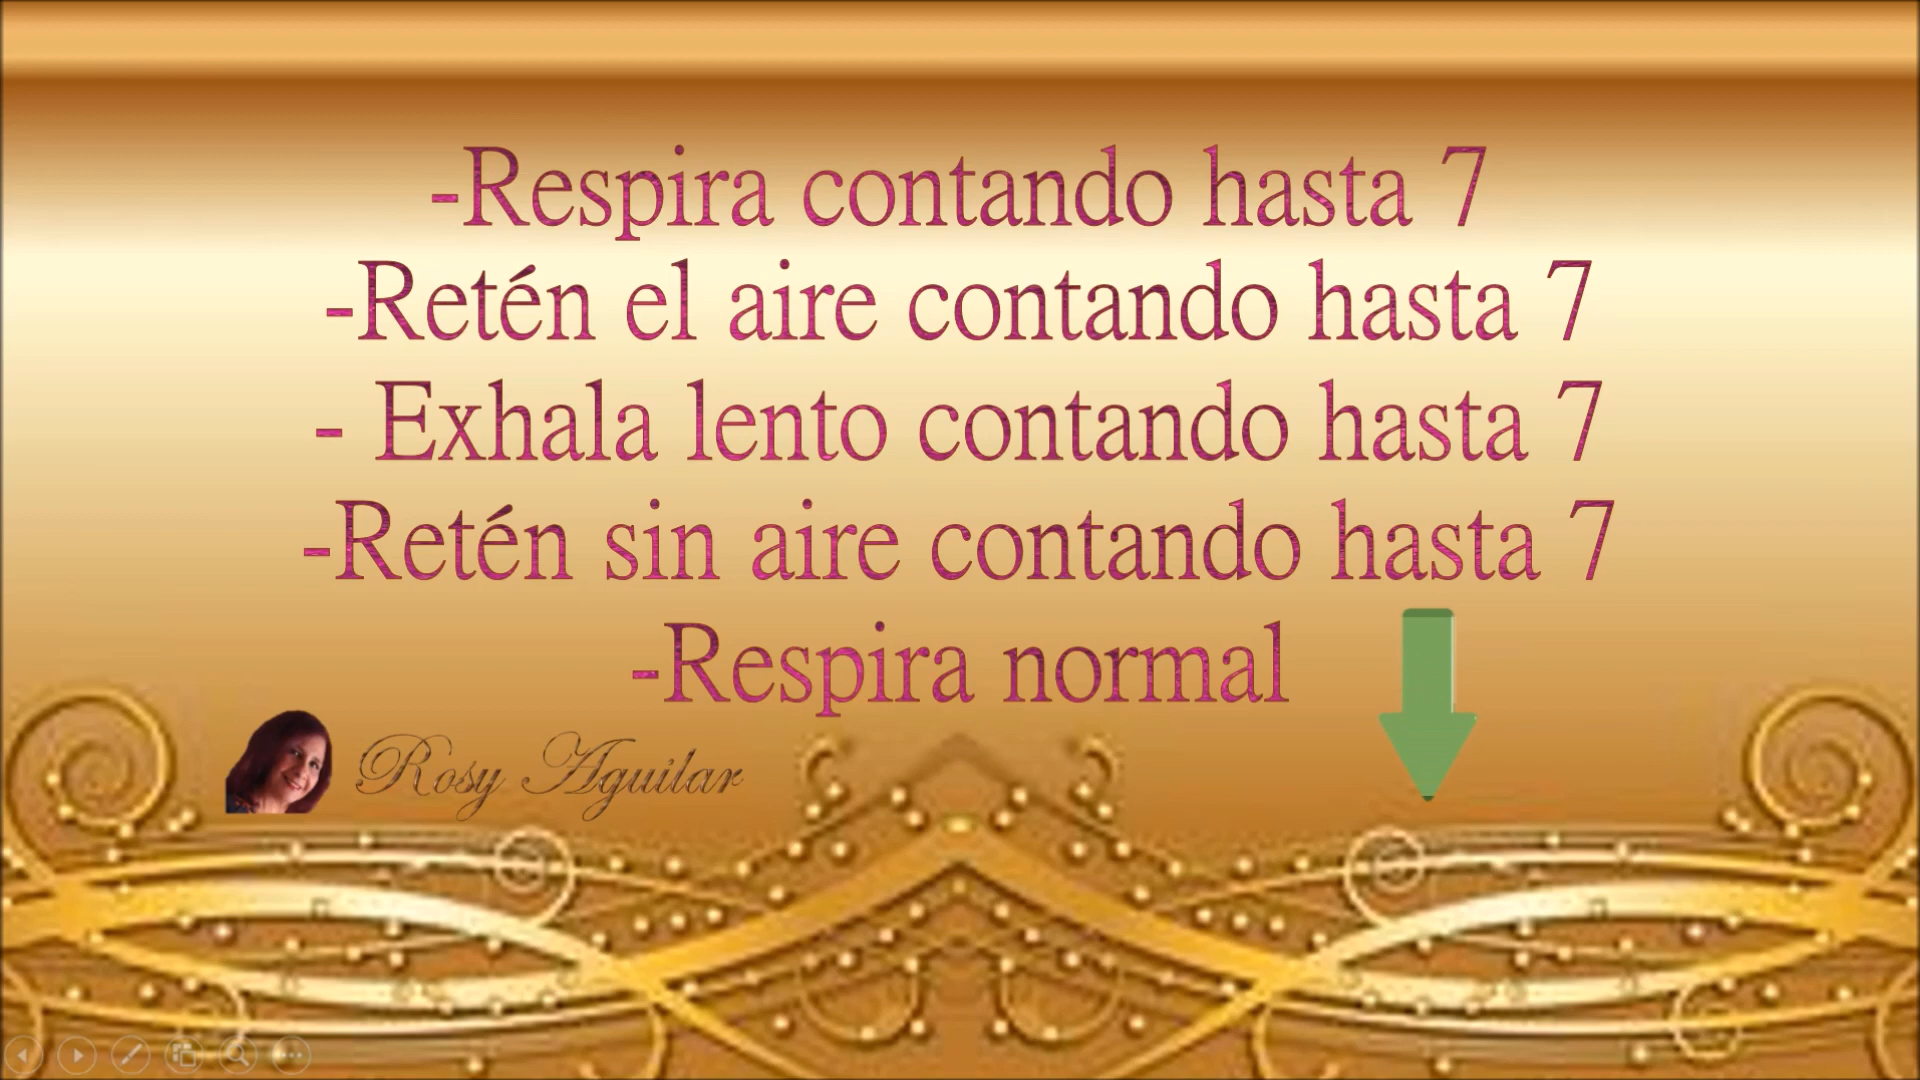 -Respira contando hasta 7
-Retén el aire contando hasta 7
- Exhala lento contando hasta 7
-Retén sin aire contando hasta 7
-Respira normal
Rosy Aguilar